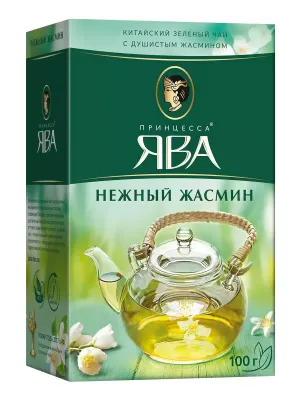 КИТАЙСКИЙ ЗЕЛЕНЫЙ ЧАЙ
С ДУШИСТЫМ ЖАСМИНОМ
ПРИНЦЕССА®
ЯВА
НЕЖНЫЙ ЖАСМИН
100 г